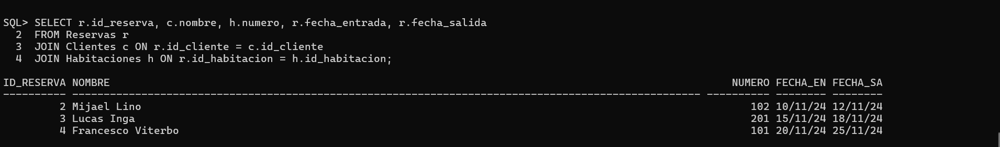 SQL> SELECT r.id_reserva, c.nombre, h.numero, r.fecha_entrada, r.fecha_salida
  2  FROM Reservas r
  3  JOIN Clientes c ON r.id_cliente = c.id_cliente
  4  JOIN Habitaciones h ON r.id_habitacion = h.id_habitacion;
ID_RESERVA NOMBRE NUMERO FECHA_EN FECHA_SA
---------- ---------------------------------------------------------------------------------------------------- ---------- -------- --------
2 Mijael Lino 102 10/11/24 12/11/24
3 Lucas Inga 201 15/11/24 18/11/24
4 Francesco Viterbo 101 20/11/24 25/11/24